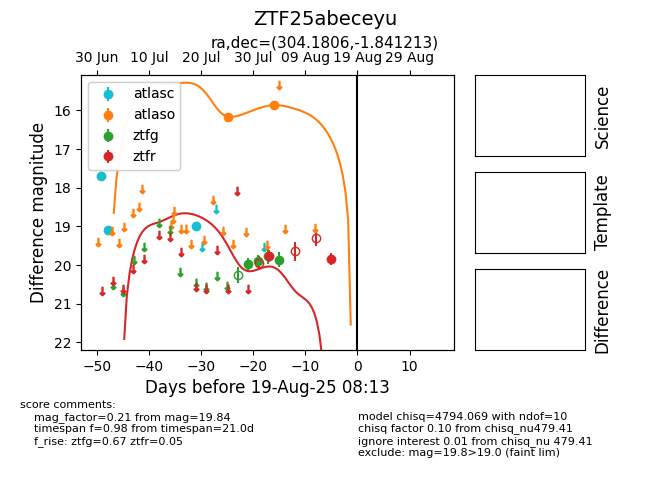 ZTF25abeceyu
ra,dec=(304.1806,-1.841213)
30 Jun 10 Jul 20 Jul 30 Jul 09 Aug 19 Aug 29 Aug
atlasc
atlaso
ztfg
ztfr
16
17
18
19
20
21
22
Difference magnitude
−50 −40 −30 −20 −10 0 10
Days before 19-Aug-25 08:13
Science
Template
Difference
score comments:
mag_factor=0.21 from mag=19.84
timespan f=0.98 from timespan=21.0d
f_rise: ztfg=0.67 ztfr=0.05
model chisq=4794.069 with ndof=10
chisq factor 0.10 from chisq_nu479.41
ignore interest 0.01 from chisq_nu 479.41
exclude: mag=19.8>19.0 (faint lim)